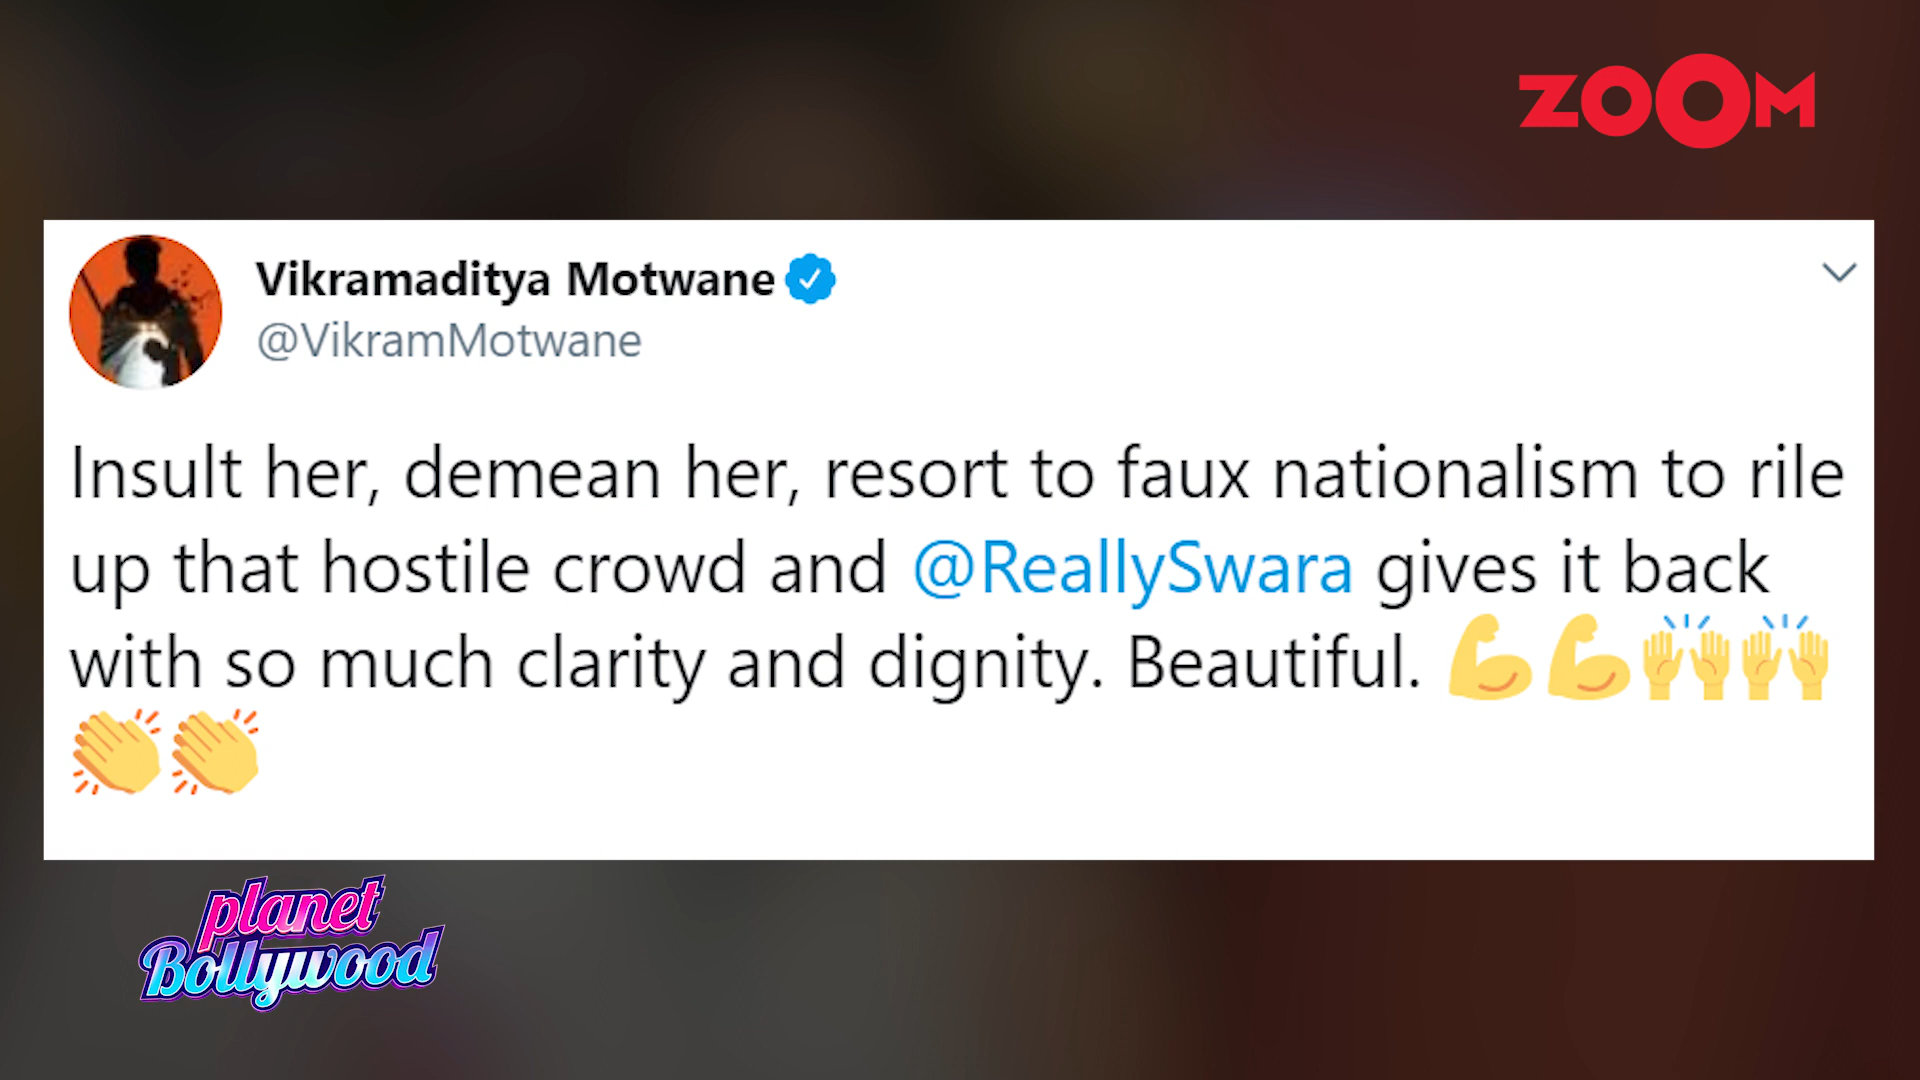 ZOOM
Vikramaditya Motwane
@VikramMotwane
Insult her, demean her, resort to faux nationalism to rile
up that hostile crowd and @ReallySwara gives it back
with so much clarity and dignity. Beautiful. 💪💪🙌🙌
👏👏
planet
Bollywood